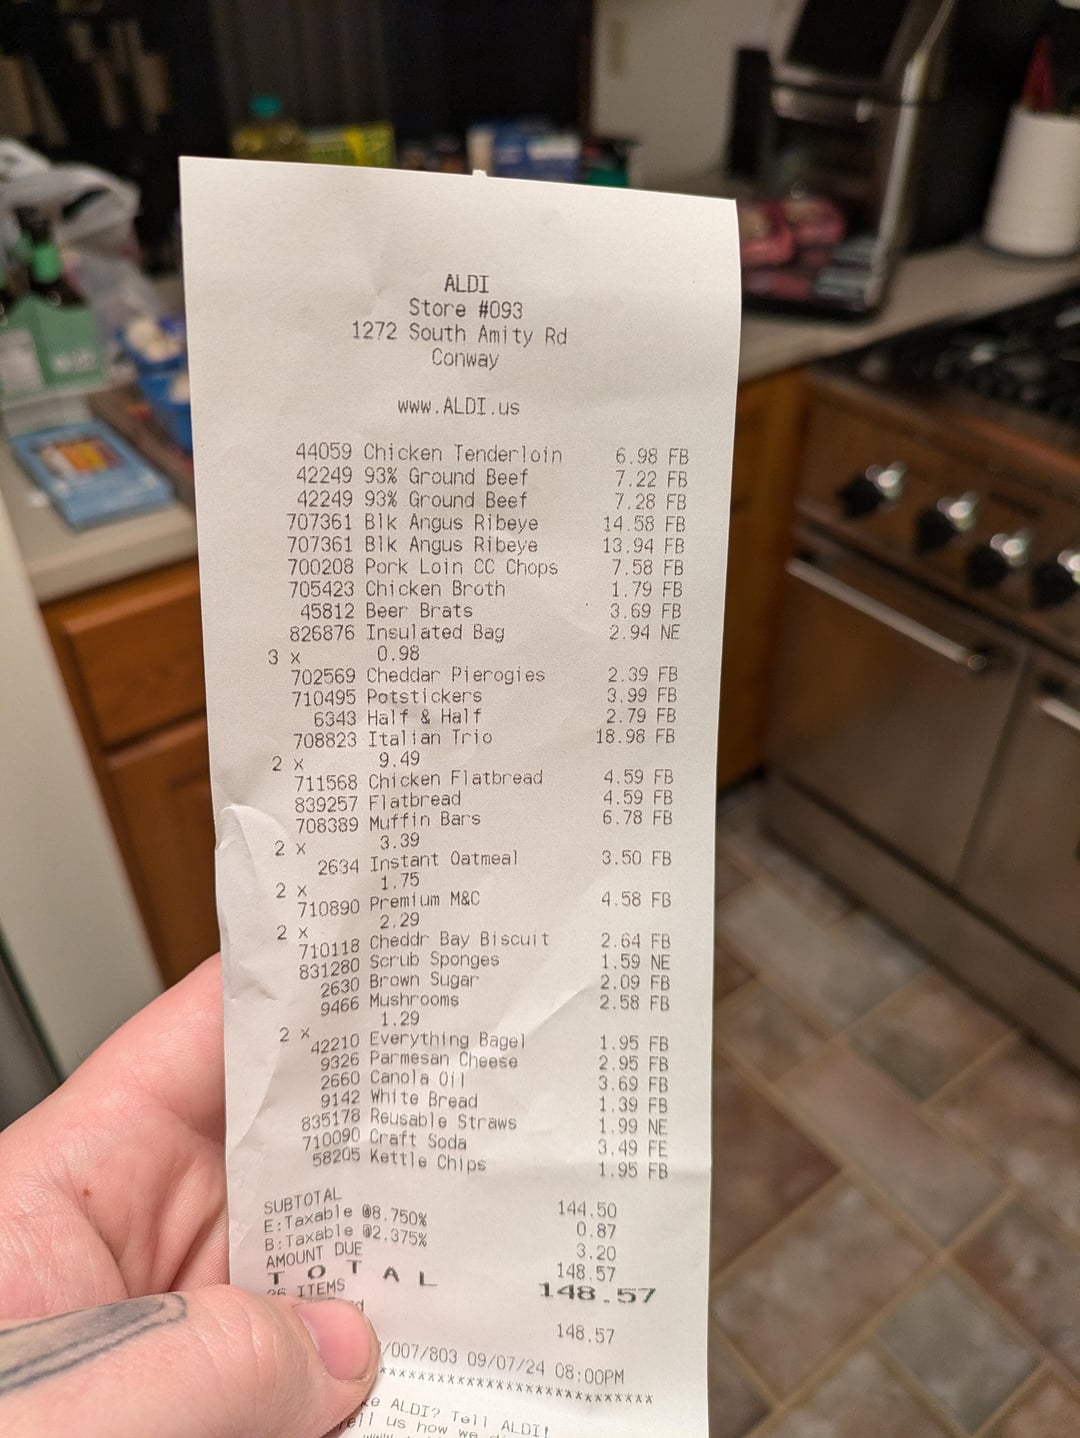 ALDI
Store #093
1272 South Amity Rd
Conway
www.ALDI.us
44059 Chicken Tenderloin 6.98 FB
42249 93% Ground Beef 7.22 FB
42249 93% Ground Beef 7.28 FB
707361 Blk Angus Ribeye 14.58 FB
707361 Blk Angus Ribeye 13.94 FB
700208 Pork Loin CC Chops 7.58 FB
705423 Chicken Broth 1.79 FB
45812 Beer Brats 3.69 FB
826876 Insulated Bag 2.94 NE
3 x 0.98
702569 Cheddar Pierogies 2.39 FB
710495 Potstickers 3.99 FB
6343 Half & Half 2.79 FB
708823 Italian Trio 18.98 FB
2 x 9.49
711568 Chicken Flatbread 4.59 FB
839257 Flatbread 4.59 FB
708389 Muffin Bars 6.78 FB
2 x 3.39
2634 Instant Oatmeal 3.50 FB
2 x 1.75
710890 Premium M&C 4.58 FB
2 x 2.29
710118 Cheddr Bay Biscuit 2.64 FB
831280 Scrub Sponges 1.59 NE
2630 Brown Sugar 2.09 FB
9466 Mushrooms 2.58 FB
2 x 1.29
42210 Everything Bagel 1.95 FB
9326 Parmesan Cheese 2.95 FB
2660 Canola Oil 3.69 FB
9142 White Bread 1.39 FB
835178 Reusable Straws 1.99 NE
710090 Craft Soda 3.49 FE
58205 Kettle Chips 1.95 FB
SUBTOTAL 144.50
E:Taxable @8.750% 0.87
B:Taxable @2.375% 3.20
AMOUNT DUE 148.57
TOTAL 148.57
ITEMS
148.57
/007/803 09/07/24 08:00PM
***************************
ALDI? Tell ALDI!
us how we